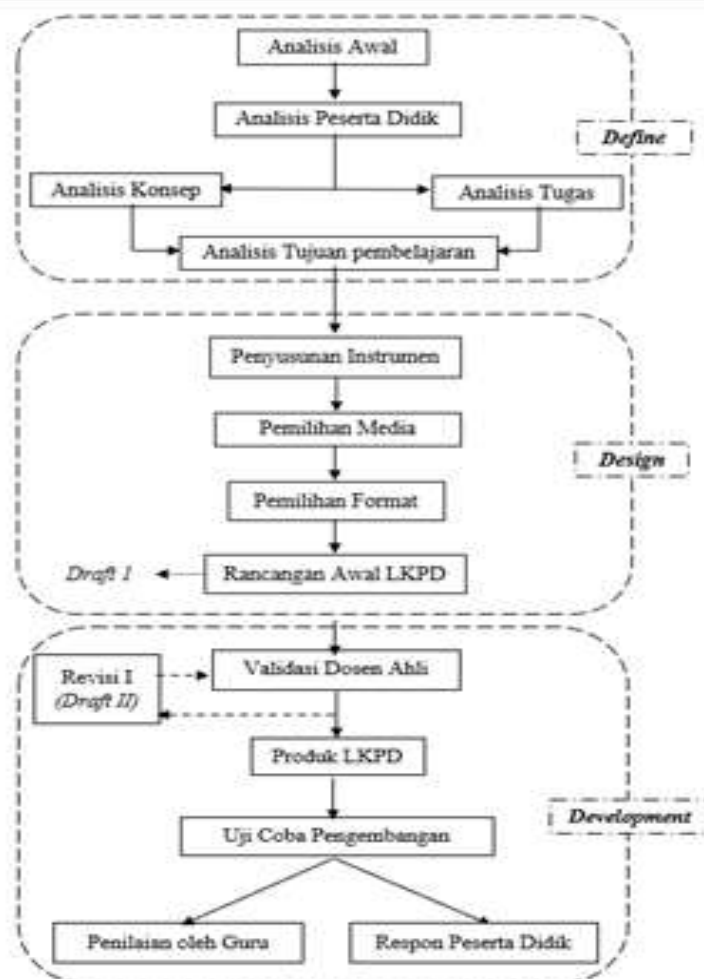 Analisis Awal
Analisis Peserta Didik
Define
Analisis Konsep
Analisis Tugas
Analisis Tujuan pembelajaran
Penyusunan Instrumen
Pemilihan Media
Design
Pemilihan Format
Draft 1
Rancangan Awal LKPD
Validasi Dosen Ahli
Revisi I
(Draft II)
Produk LKPD
Development
Uji Coba Pengembangan
Penilaian oleh Guru
Respon Peserta Didik